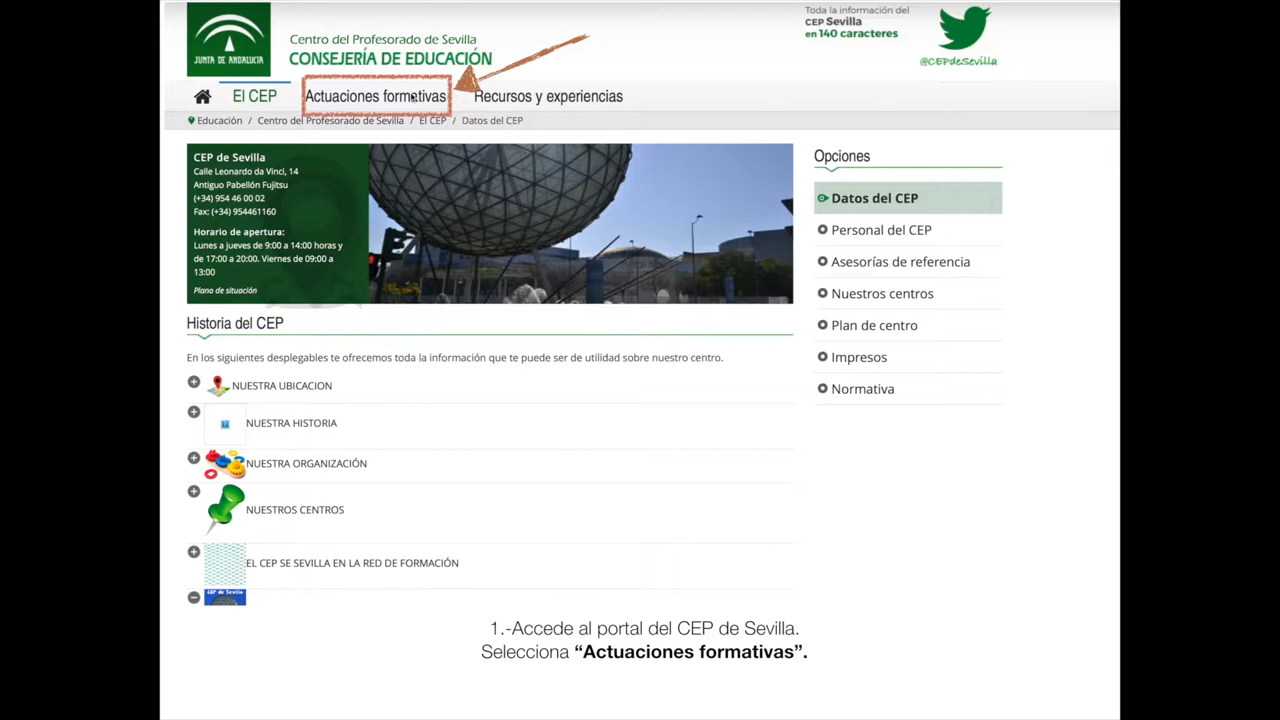 JUNTA DE ANDALUCIA
Centro del Profesorado de Sevilla
CONSEJERÍA DE EDUCACIÓN
Toda la información del
CEP Sevilla
en 140 caracteres
@CEPdeSevilla
El CEP
Actuaciones formativas
Recursos y experiencias
Educación / Centro del Profesorado de Sevilla / El CEP / Datos del CEP
CEP de Sevilla
Calle Leonardo da Vinci, 14
Antiguo Pabellón Fujitsu
(+34) 954 46 00 02
Fax: (+34) 954461160
Horario de apertura:
Lunes a jueves de 9:00 a 14:00 horas y
de 17:00 a 20:00. Viernes de 09:00 a
13:00
Plano de situación
Opciones
Datos del CEP
Personal del CEP
Asesorías de referencia
Nuestros centros
Plan de centro
Impresos
Normativa
Historia del CEP
En los siguientes desplegables te ofrecemos toda la información que te puede ser de utilidad sobre nuestro centro.
NUESTRA UBICACION
NUESTRA HISTORIA
NUESTRA ORGANIZACIÓN
NUESTROS CENTROS
EL CEP SE SEVILLA EN LA RED DE FORMACIÓN
CEP de Sevilla
1.-Accede al portal del CEP de Sevilla.
Selecciona “Actuaciones formativas”.